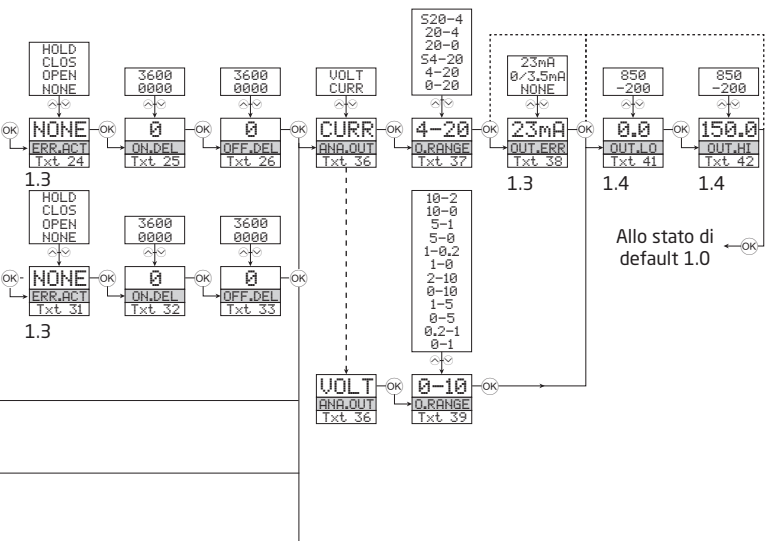 HOLD
CLOS
OPEN
NONE
3600
0000
3600
0000
VOLT
CURR
S20-4
20-4
20-0
S4-20
4-20
0-20
23mA
0/3.5mA
NONE
850
-200
850
-200
OK
NONE
ERR.ACT
Txt 24
1.3
OK
0
ON.DEL
Txt 25
OK
0
OFF.DEL
Txt 26
OK
CURR
ANA.OUT
Txt 36
OK
4-20
O.RANGE
Txt 37
OK
23mA
OUT.ERR
Txt 38
1.3
OK
0.0
OUT.LO
Txt 41
1.4
OK
150.0
OUT.HI
Txt 42
1.4
Allo stato di
default 1.0
OK
HOLD
CLOS
OPEN
NONE
3600
0000
3600
0000
OK
NONE
ERR.ACT
Txt 31
1.3
OK
0
ON.DEL
Txt 32
OK
0
OFF.DEL
Txt 33
OK
10-2
10-0
5-1
5-0
1-0.2
1-0
2-10
0-10
1-5
0-5
0.2-1
0-1
VOLT
ANA.OUT
Txt 36
OK
0-10
O.RANGE
Txt 39
OK